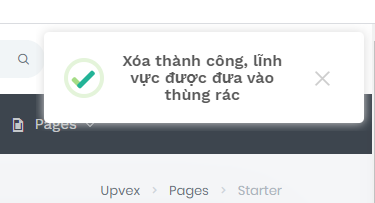 Xóa thành công, lĩnh
vực được đưa vào
thùng rác
Pages
Upvex > Pages > Starter